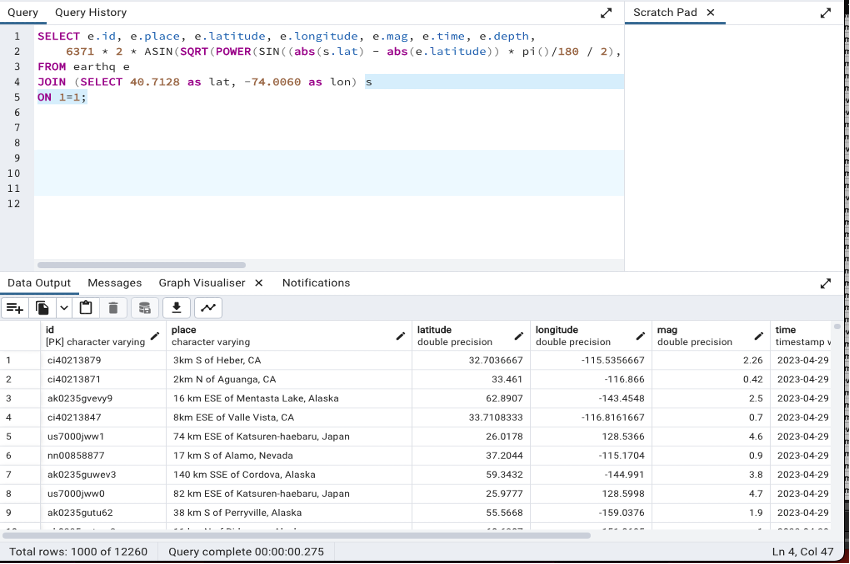 Query Query History
Scratch Pad
1 SELECT e.id, e.place, e.latitude, e.longitude, e.mag, e.time, e.depth,
2 6371 * 2 * ASIN(SQRT(POWER(SIN((abs(s.lat) - abs(e.latitude)) * pi()/180 / 2),
3 FROM earthq e
4 JOIN (SELECT 40.7128 as lat, -74.0060 as lon) s
5 ON 1=1;
6
7
8
9
10
11
12
Data Output Messages Graph Visualiser Notifications
id place latitude longitude mag time
[PK] character varying character varying double precision double precision double precision timestamp
1 ci40213879 3km S of Heber, CA 32.7036667 -115.5356667 2.26 2023-04-29
2 ci40213871 2km N of Aguanga, CA 33.461 -116.866 0.42 2023-04-29
3 ak0235gvevy9 16 km ESE of Mentasta Lake, Alaska 62.8907 -143.4548 2.5 2023-04-29
4 ci40213847 8km ESE of Valle Vista, CA 33.7108333 -116.8161667 0.7 2023-04-29
5 us7000jww1 74 km ESE of Katsuren-haebaru, Japan 26.0178 128.5366 4.6 2023-04-29
6 nn00858877 17 km S of Alamo, Nevada 37.2044 -115.1704 0.9 2023-04-29
7 ak0235guwev3 140 km SSE of Cordova, Alaska 59.3432 -144.991 3.8 2023-04-29
8 us7000jww0 82 km ESE of Katsuren-haebaru, Japan 25.9777 128.5998 4.7 2023-04-29
9 ak0235gutu62 38 km S of Perryville, Alaska 55.5668 -159.0376 1.9 2023-04-29
Total rows: 1000 of 12260 Query complete 00:00:00.275 Ln 4, Col 47